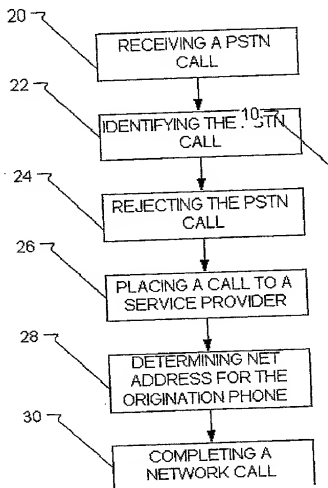 20
RECEIVING A PSTN
CALL
22
10
IDENTIFYING THE PSTN
CALL
24
REJECTING THE PSTN
CALL
26
PLACING A CALL TO A
SERVICE PROVIDER
28
DETERMINING NET
ADDRESS FOR THE
ORIGINATION PHONE
30
COMPLETING A
NETWORK CALL